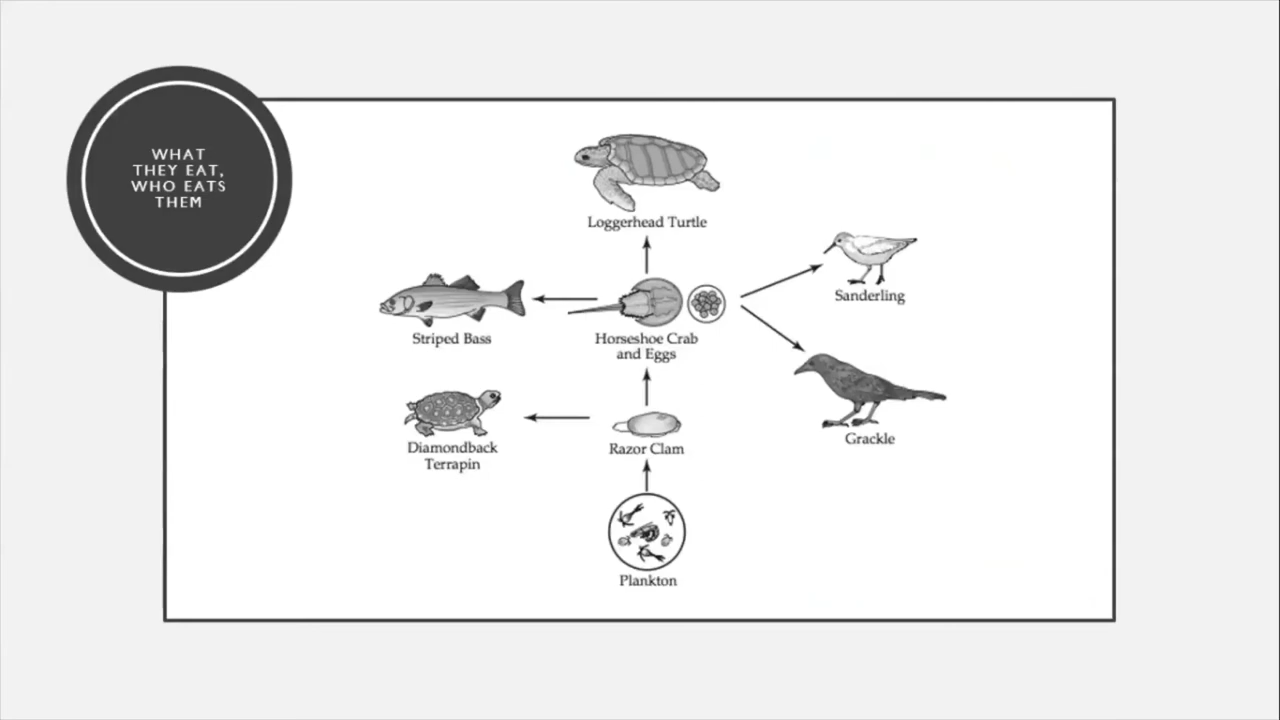 WHAT
THEY EAT,
WHO EATS
THEM
Loggerhead Turtle
Sanderling
Striped Bass
Horseshoe Crab
and Eggs
Grackle
Diamondback
Terrapin
Razor Clam
Plankton